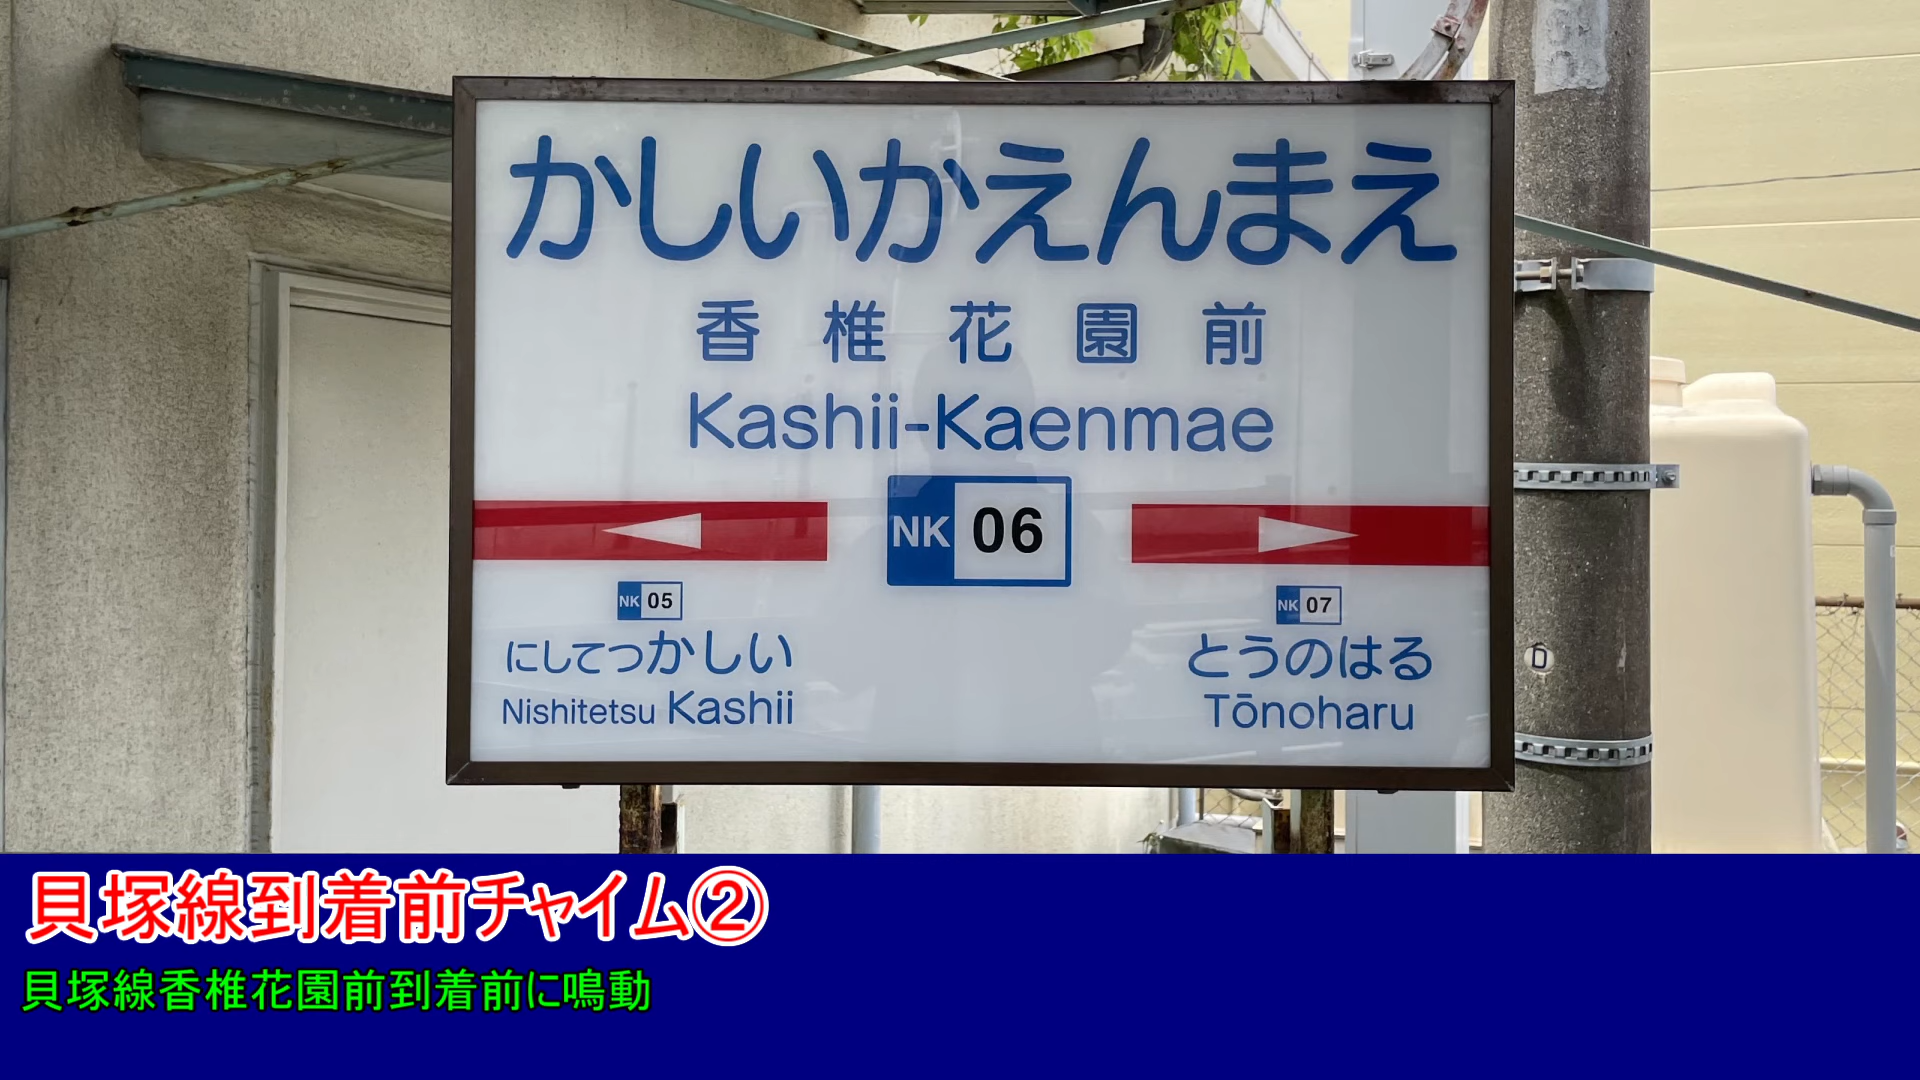 かしいかえんまえ
香椎花園前
Kashii-Kaenmae
NK 06
NK 05
にしてつかしい
Nishitetsu Kashii
NK 07
とうのはる
Tōnoharu
D
貝塚線到着前チャイム②
貝塚線香椎花園前到着前に鳴動